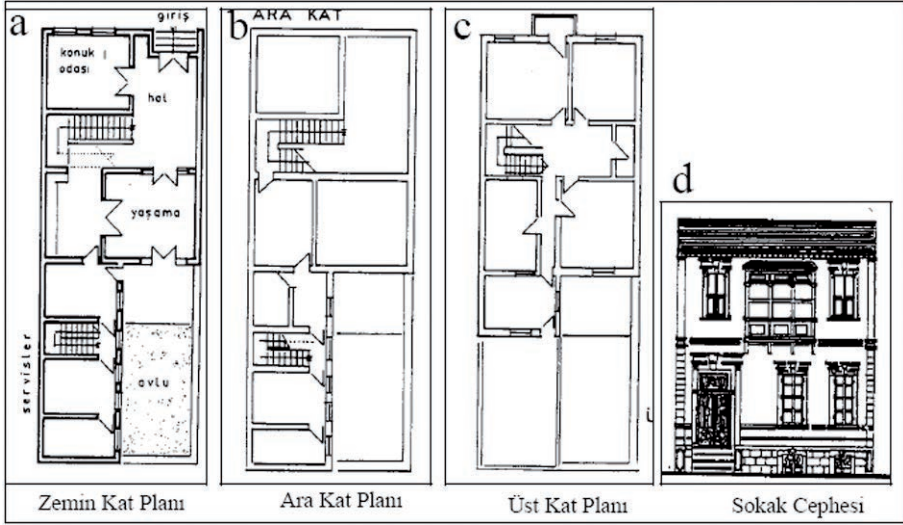 a
giriş
konuk
odası
hol
yaşama
servisler
avlu
Zemin Kat Planı
b
ARA KAT
Ara Kat Planı
c
Üst Kat Planı
d
Sokak Cephesi